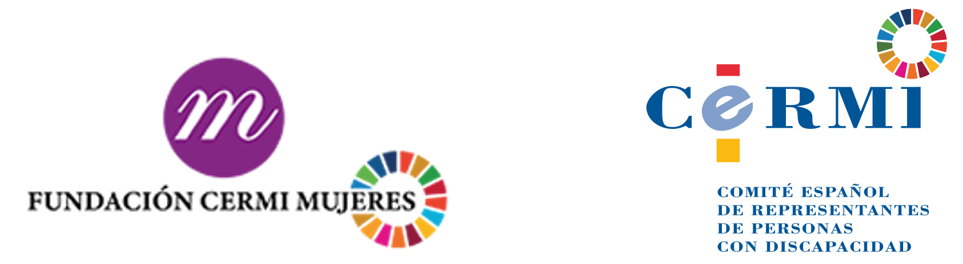 m
FUNDACIÓN CERMI MUJERES
CeRMI
COMITÉ ESPAÑOL
DE REPRESENTANTES
DE PERSONAS
CON DISCAPACIDAD